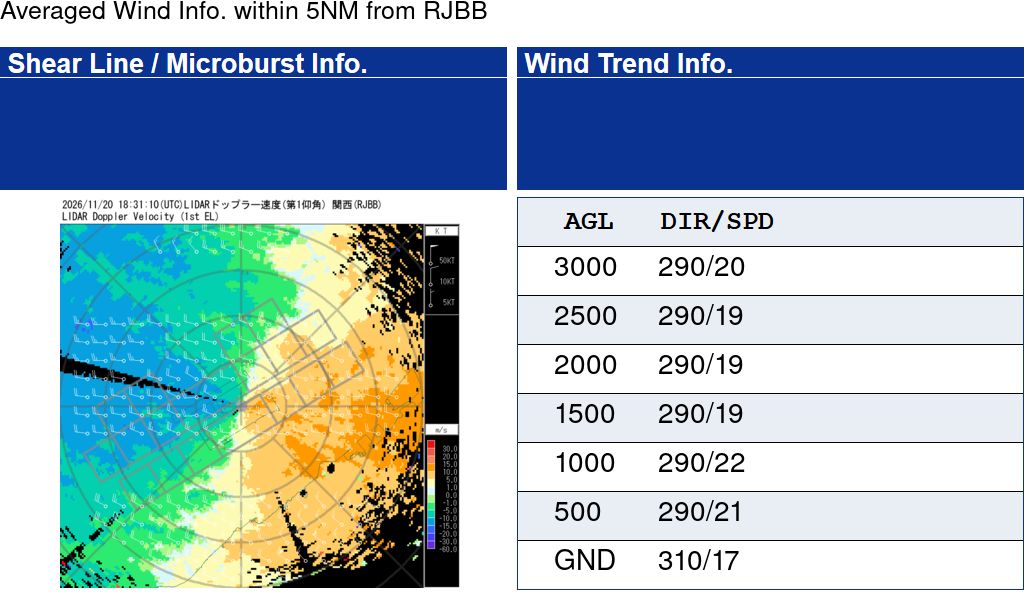 Averaged Wind Info. within 5NM from RJBB
Shear Line / Microburst Info.
Wind Trend Info.
2026/11/20 18:31:10(UTC)LIDARドップラー速度(第1仰角) 関西(RJBB)
LIDAR Doppler Velocity (1st EL)
K T
50KT
10KT
5KT
m/s
30.0
20.0
15.0
10.0
5.0
1.0
0.0
-1.0
-5.0
-10.0
-15.0
-20.0
-30.0
-60.0
AGL DIR/SPD
3000 290/20
2500 290/19
2000 290/19
1500 290/19
1000 290/22
500 290/21
GND 310/17